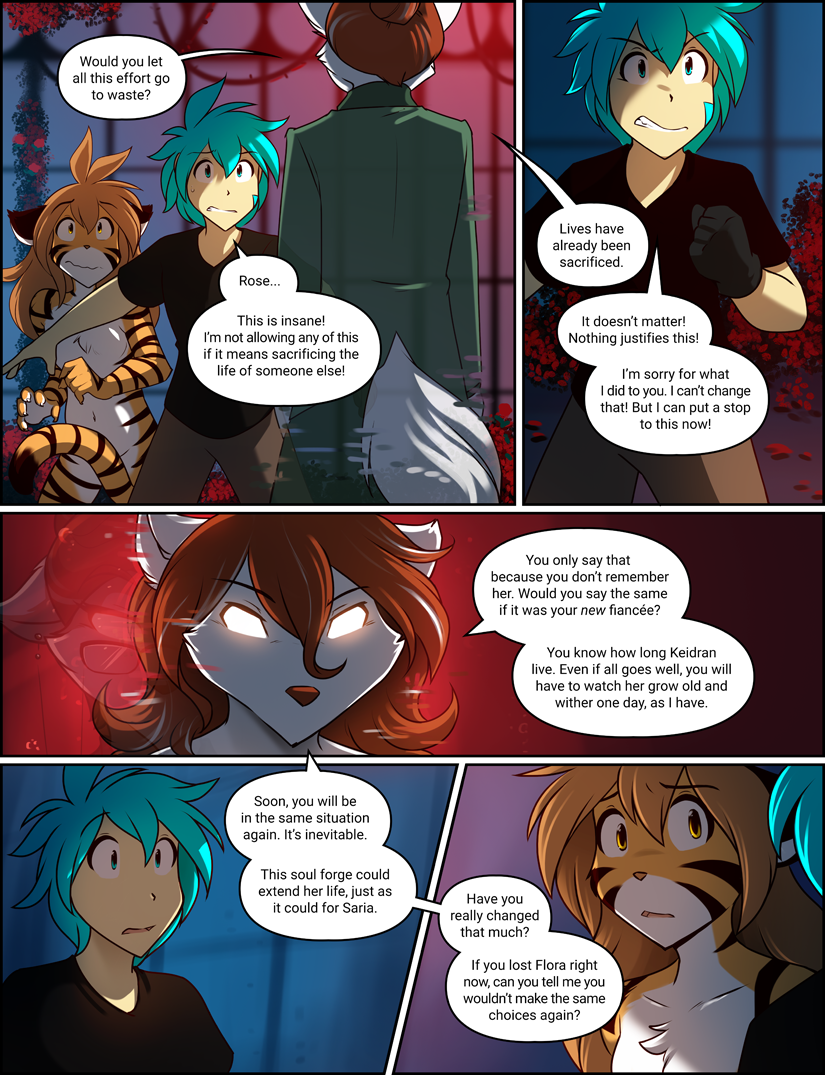 Would you let
all this effort go
to waste?
Rose...
This is insane!
I'm not allowing any of this
if it means sacrificing the
life of someone else!
Lives have
already been
sacrificed.
It doesn't matter!
Nothing justifies this!
I'm sorry for what
I did to you. I can't change
that! But I can put a stop
to this now!
You only say that
because you don't remember
her. Would you say the same
if it was your new fiancée?
You know how long Keidran
live. Even if all goes well, you will
have to watch her grow old and
wither one day, as I have.
Soon, you will be
in the same situation
again. It's inevitable.
This soul forge could
extend her life, just as
it could for Saria.
Have you
really changed
that much?
If you lost Flora right
now, can you tell me you
wouldn't make the same
choices again?